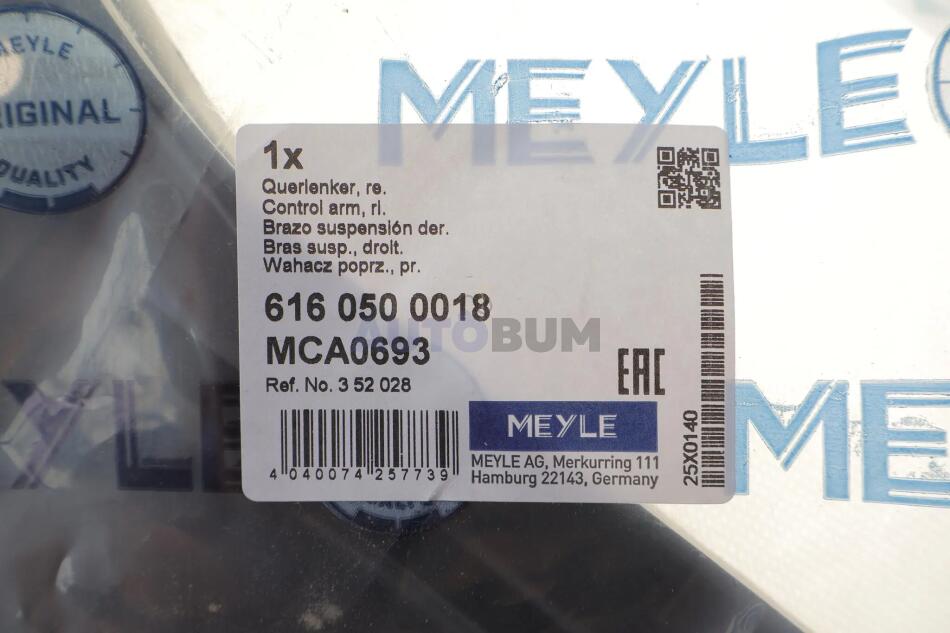 MEYLE
ORIGINAL
QUALITY
MEYLE
1x
Querlenker, re.
Control arm, ri.
Brazo suspensión der.
Bras susp., droit.
Wahacz poprz., pr.
616 050 0018
AUTOBUM
MCA0693
Ref. No. 3 52 028
EAC
MEYLE
4 040074 257739
MEYLE AG, Merkurring 111
Hamburg 22143, Germany
25X0140